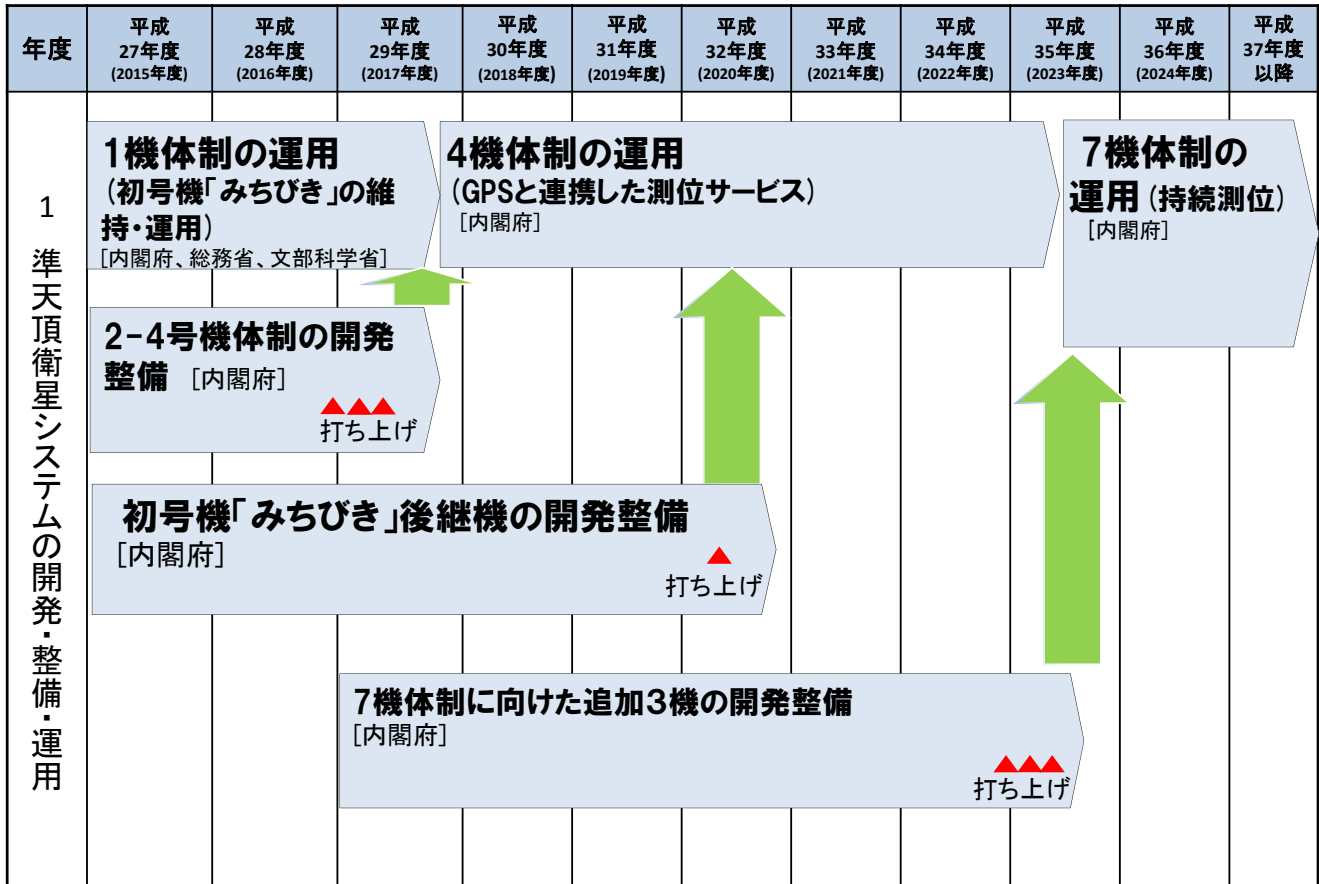 年度
平成
27年度
(2015年度)
平成
28年度
(2016年度)
平成
29年度
(2017年度)
平成
30年度
(2018年度)
平成
31年度
(2019年度)
平成
32年度
(2020年度)
平成
33年度
(2021年度)
平成
34年度
(2022年度)
平成
35年度
(2023年度)
平成
36年度
(2024年度)
平成
37年度
以降
1 準天頂衛星システムの開発・整備・運用
1機体制の運用
(初号機「みちびき」の維
持・運用)
[内閣府、総務省、文部科学省]
4機体制の運用
(GPSと連携した測位サービス)
[内閣府]
7機体制の
運用(持続測位)
[内閣府]
2-4号機体制の開発
整備 [内閣府]
打ち上げ
初号機「みちびき」後継機の開発整備
[内閣府]
打ち上げ
7機体制に向けた追加3機の開発整備
[内閣府]
打ち上げ